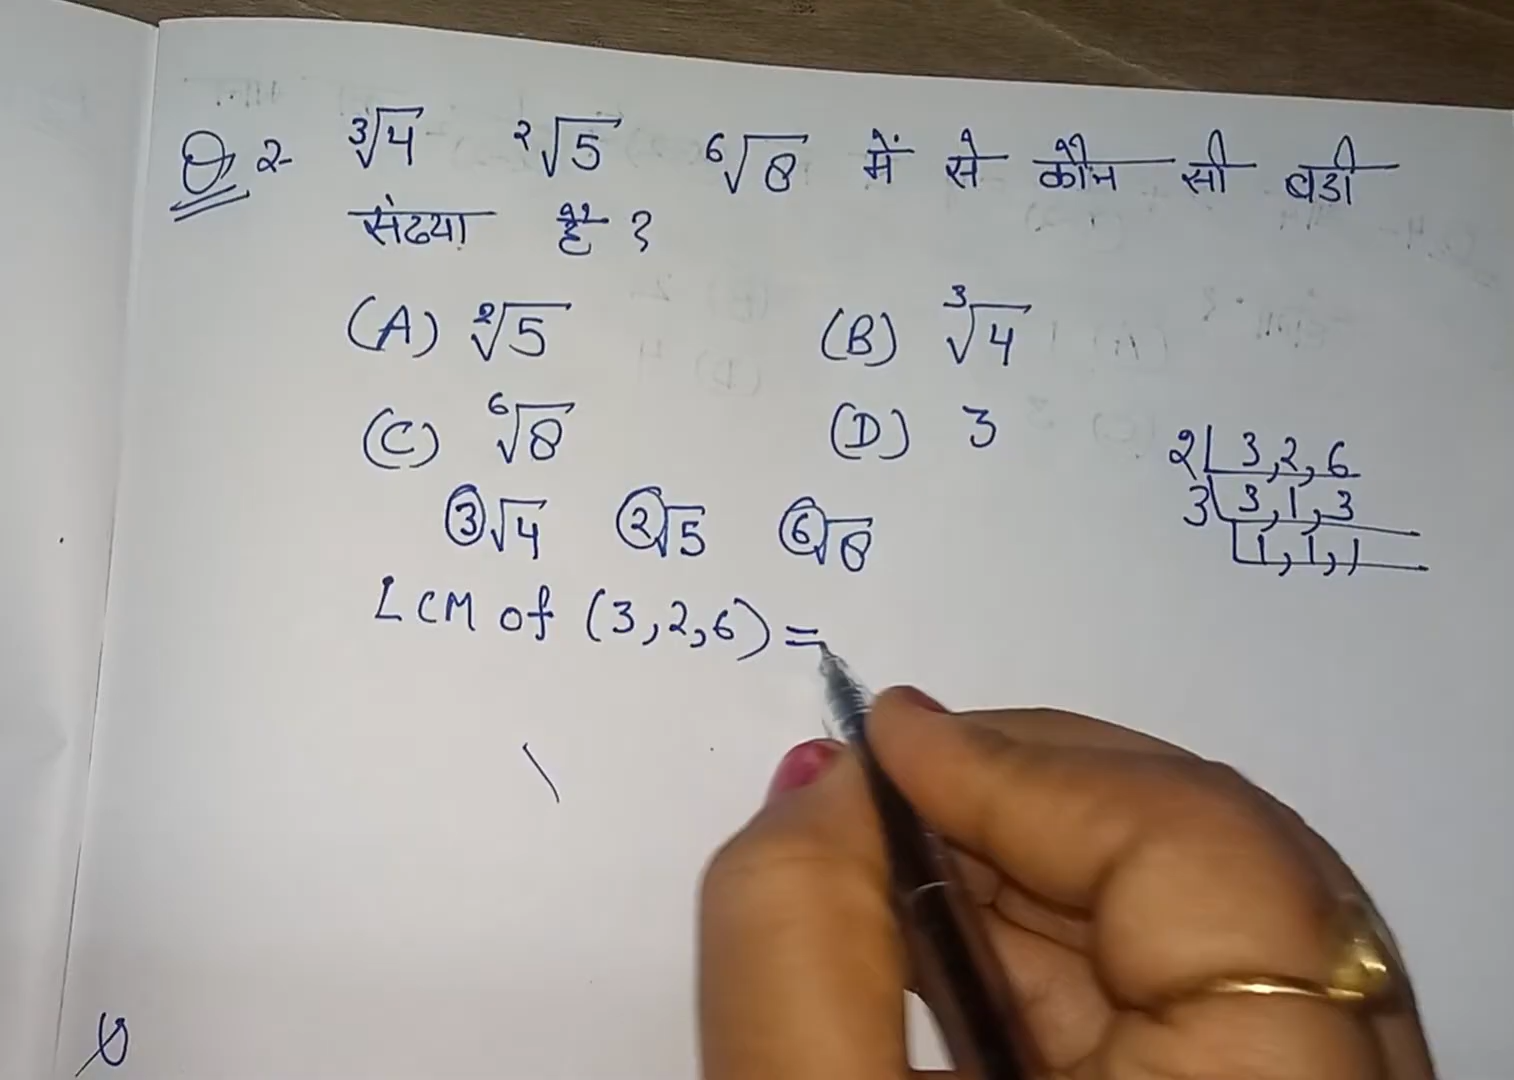 Q 2- ∛4 ²√5 ⁶√8 में से कौन सी बडी
संख्या है ?
(A) ²√5 (B) ³√4
(C) ⁶√8 (D) 3
³√4 ²√5 ⁶√8
LCM of (3,2,6) =
2 3,2,6
3 3,1,3
1,1,1